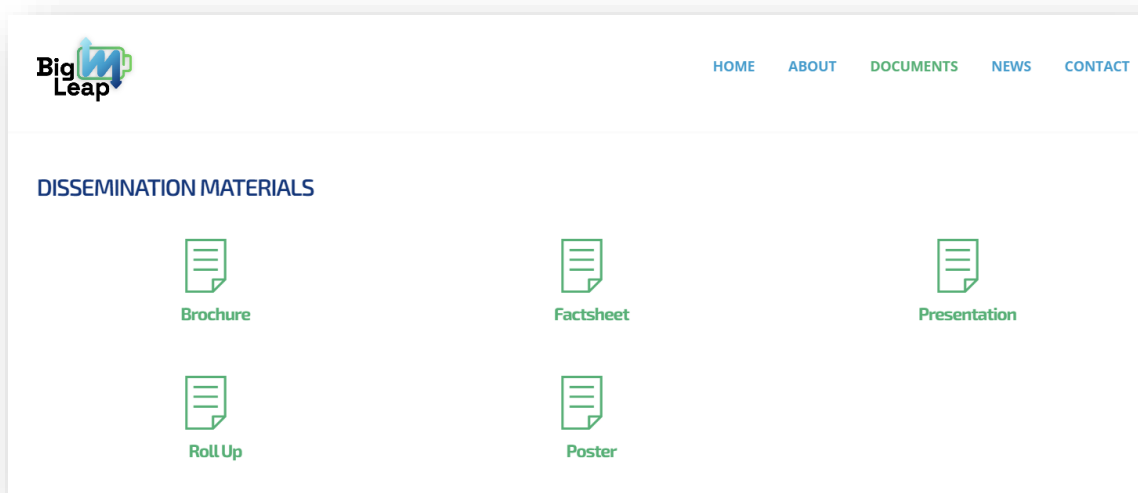 Big
Leap
HOME ABOUT DOCUMENTS NEWS CONTACT
DISSEMINATION MATERIALS
Brochure Factsheet Presentation
Roll Up Poster